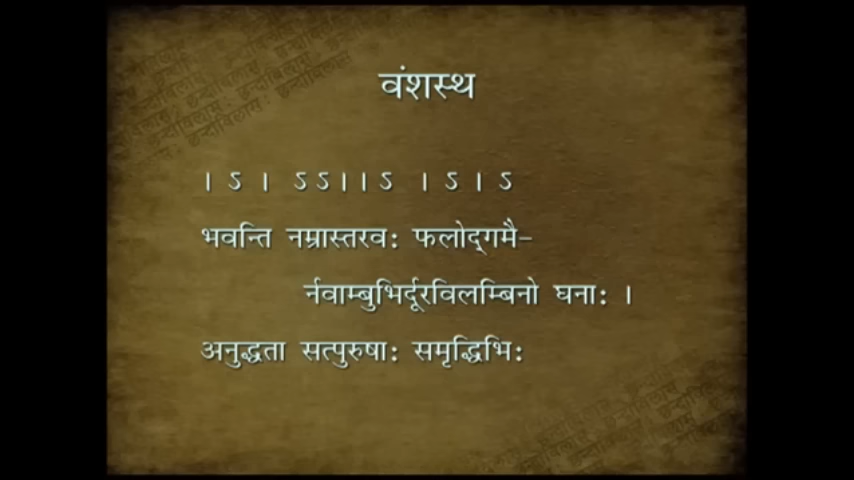 वंशस्थ
। ऽ । ऽ ऽ । । ऽ । ऽ । ऽ
भवन्ति नम्रास्तरवः फलोद्गमै-
र्नवाम्बुभिर्दूरविलम्बिनो घनाः ।
अनुद्धता सत्पुरुषाः समृद्धिभिः